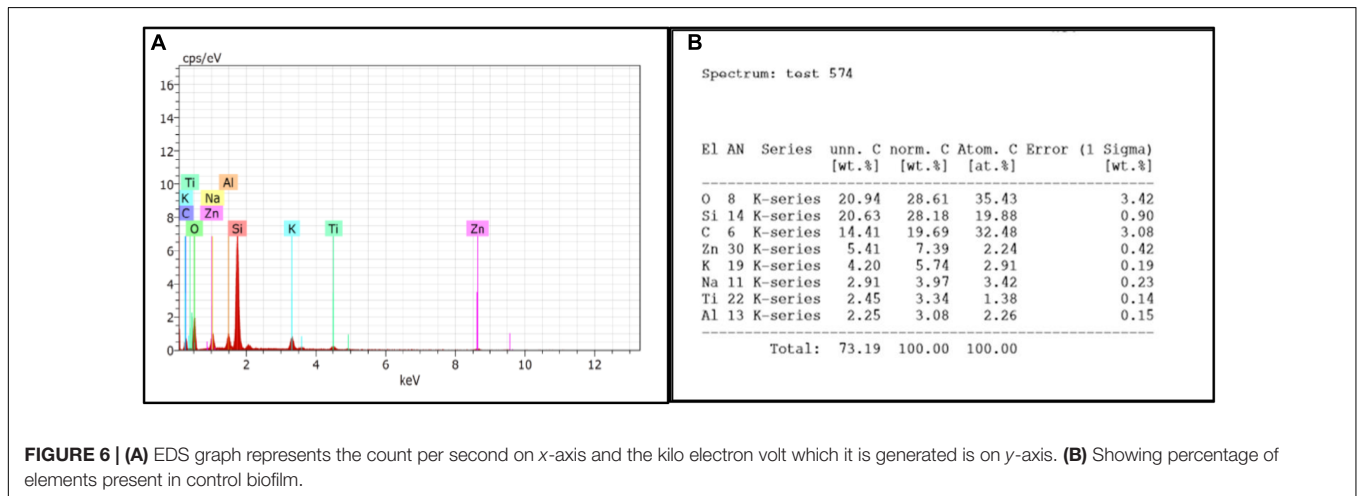 A
cps/eV
16
14
12
10
8
6
4
2
0
Ti
Al
K
Na
C
Zn
O
Si
K
Ti
Zn
2 4 6 8 10 12
keV
B
Spectrum: test 574
El AN Series unn. C norm. C Atom. C Error (1 Sigma)
[wt.%] [wt.%] [at.%] [wt.%]
O 8 K-series 20.94 28.61 35.43 3.42
Si 14 K-series 20.63 28.18 19.88 0.90
C 6 K-series 14.41 19.69 32.48 3.08
Zn 30 K-series 5.41 7.39 2.24 0.42
K 19 K-series 4.20 5.74 2.91 0.19
Na 11 K-series 2.91 3.97 3.42 0.23
Ti 22 K-series 2.45 3.34 1.38 0.14
Al 13 K-series 2.25 3.08 2.26 0.15
Total: 73.19 100.00 100.00
FIGURE 6 | (A) EDS graph represents the count per second on x-axis and the kilo electron volt which it is generated is on y-axis. (B) Showing percentage of
elements present in control biofilm.